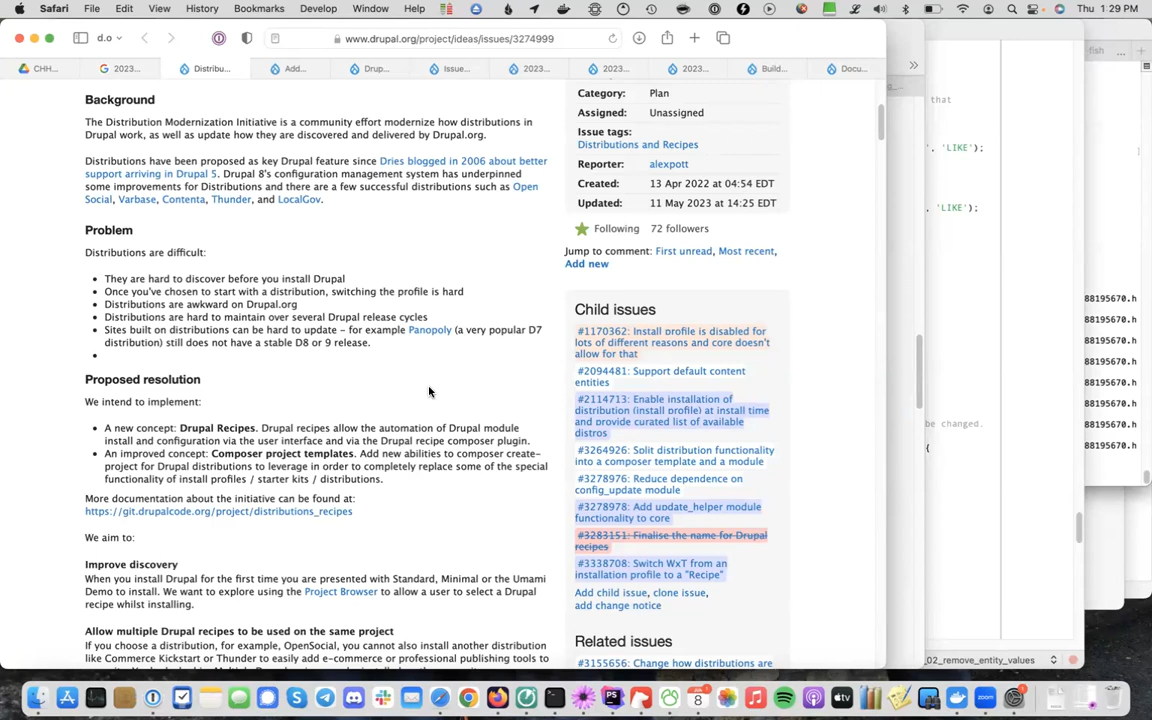 Safari File Edit View History Bookmarks Develop Window Help Thu 1:29 PM
d.o www.drupal.org/project/ideas/issues/3274999
CHH... 2023... Distribu... Add... Drup... Issue... 2023... 2023... 2023... Build... Docu...
Background
The Distribution Modernization Initiative is a community effort modernize how distributions in
Drupal work, as well as update how they are discovered and delivered by Drupal.org.
Distributions have been proposed as key Drupal feature since Dries blogged in 2006 about better
support arriving in Drupal 5. Drupal 8's configuration management system has underpinned
some improvements for Distributions and there are a few successful distributions such as Open
Social, Varbase, Contenta, Thunder, and LocalGov.
Problem
Distributions are difficult:
• They are hard to discover before you install Drupal
• Once you've chosen to start with a distribution, switching the profile is hard
• Distributions are awkward on Drupal.org
• Distributions are hard to maintain over several Drupal release cycles
• Sites built on distributions can be hard to update – for example Panopoly (a very popular D7
distribution) still does not have a stable D8 or 9 release.
•
Proposed resolution
We intend to implement:
• A new concept: Drupal Recipes. Drupal recipes allow the automation of Drupal module
install and configuration via the user interface and via the Drupal recipe composer plugin.
• An improved concept: Composer project templates. Add new abilities to composer create-
project for Drupal distributions to leverage in order to completely replace some of the special
functionality of install profiles / starter kits / distributions.
More documentation about the initiative can be found at:
https://git.drupalcode.org/project/distributions_recipes
We aim to:
Improve discovery
When you install Drupal for the first time you are presented with Standard, Minimal or the Umami
Demo to install. We want to explore using the Project Browser to allow a user to select a Drupal
recipe whilst installing.
Allow multiple Drupal recipes to be used on the same project
If you choose a distribution, for example, OpenSocial, you cannot also install another distribution
like Commerce Kickstart or Thunder to easily add e-commerce or professional publishing tools to
Category: Plan
Assigned: Unassigned
Issue tags:
Distributions and Recipes
Reporter: alexpott
Created: 13 Apr 2022 at 04:54 EDT
Updated: 11 May 2023 at 14:25 EDT
Following 72 followers
Jump to comment: First unread, Most recent,
Add new
Child issues
#1170362: Install profile is disabled for
lots of different reasons and core doesn't
allow for that
#2094481: Support default content
entities
#2114713: Enable installation of
distribution (install profile) at install time
and provide curated list of available
distros
#3264926: Split distribution functionality
into a composer template and a module
#3278976: Reduce dependence on
config_update module
#3278978: Add update_helper module
functionality to core
#3283151: Finalise the name for Drupal
recipes
#3338708: Switch WxT from an
installation profile to a "Recipe"
Add child issue, clone issue,
add change notice
Related issues
#3155656: Change how distributions are
that
', 'LIKE');
, 'LIKE');
be changed.
{
_02_remove_entity_values
fish
88195670.h
88195670.h
88195670.h
88195670.h
88195670.h
88195670.h
88195670.h
88195670.h